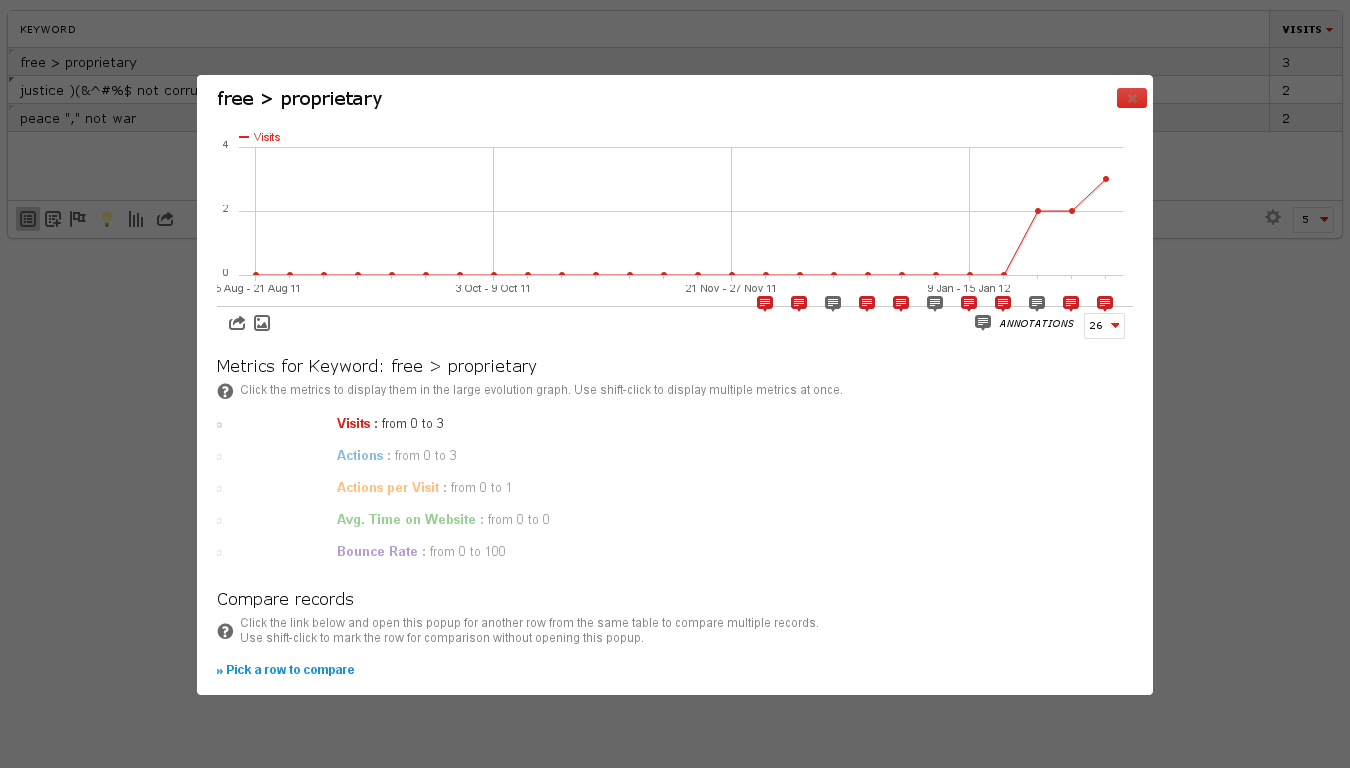 KEYWORD VISITS
free > proprietary 3
justice )(&^#%$ not corru 2
peace "," not war 2
5
free > proprietary
Visits
4
2
0
5 Aug - 21 Aug 11 3 Oct - 9 Oct 11 21 Nov - 27 Nov 11 9 Jan - 15 Jan 12
ANNOTATIONS 26
Metrics for Keyword: free > proprietary
Click the metrics to display them in the large evolution graph. Use shift-click to display multiple metrics at once.
Visits : from 0 to 3
Actions : from 0 to 3
Actions per Visit : from 0 to 1
Avg. Time on Website : from 0 to 0
Bounce Rate : from 0 to 100
Compare records
Click the link below and open this popup for another row from the same table to compare multiple records.
Use shift-click to mark the row for comparison without opening this popup.
» Pick a row to compare